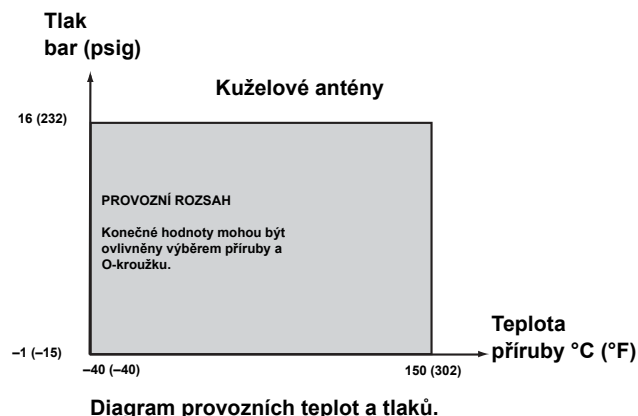 Tlak
bar (psig)
Kuželové antény
16 (232)
PROVOZNÍ ROZSAH
Konečné hodnoty mohou být
ovlivněny výběrem příruby a
O-kroužku.
Teplota
příruby °C (°F)
–1 (–15)
–40 (–40)
150 (302)
Diagram provozních teplot a tlaků.